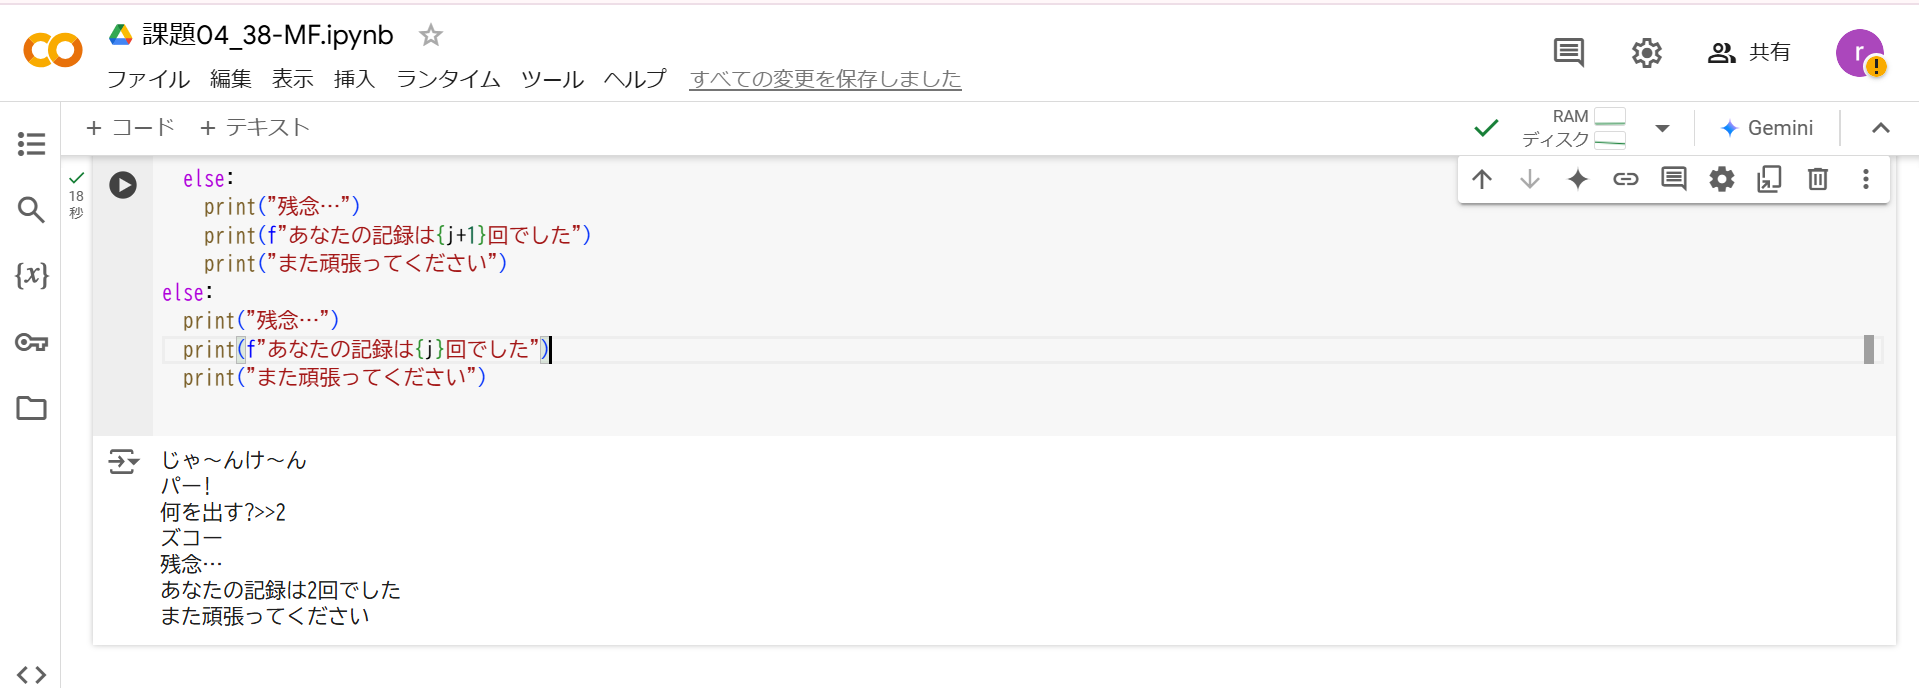 課題04_38-MF.ipynb
ファイル 編集 表示 挿入 ランタイム ツール ヘルプ すべての変更を保存しました
共有
r
+ コード + テキスト
RAM
ディスク
Gemini
18
秒
{x}
else:
print("残念…")
print(f"あなたの記録は{j+1}回でした")
print("また頑張ってください")
else:
print("残念…")
print(f"あなたの記録は{j}回でした")
print("また頑張ってください")
じゃ～んけ～ん
パー!
何を出す?>>2
ズコー
残念…
あなたの記録は2回でした
また頑張ってください